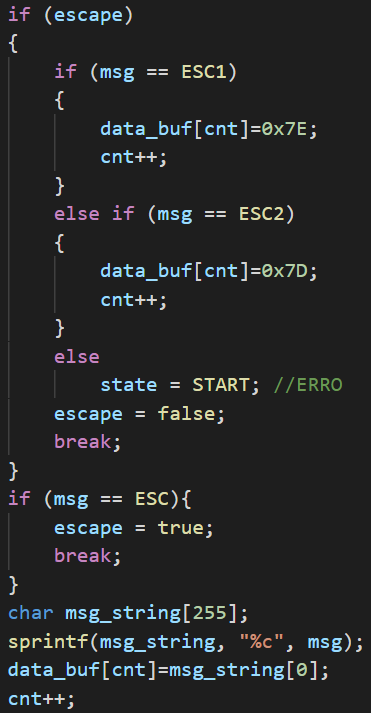 if (escape)
{
    if (msg == ESC1)
    {
        data_buf[cnt]=0x7E;
        cnt++;
    }
    else if (msg == ESC2)
    {
        data_buf[cnt]=0x7D;
        cnt++;
    }
    else
        state = START; //ERRO
    escape = false;
    break;
}
if (msg == ESC){
    escape = true;
    break;
}
char msg_string[255];
sprintf(msg_string, "%c", msg);
data_buf[cnt]=msg_string[0];
cnt++;